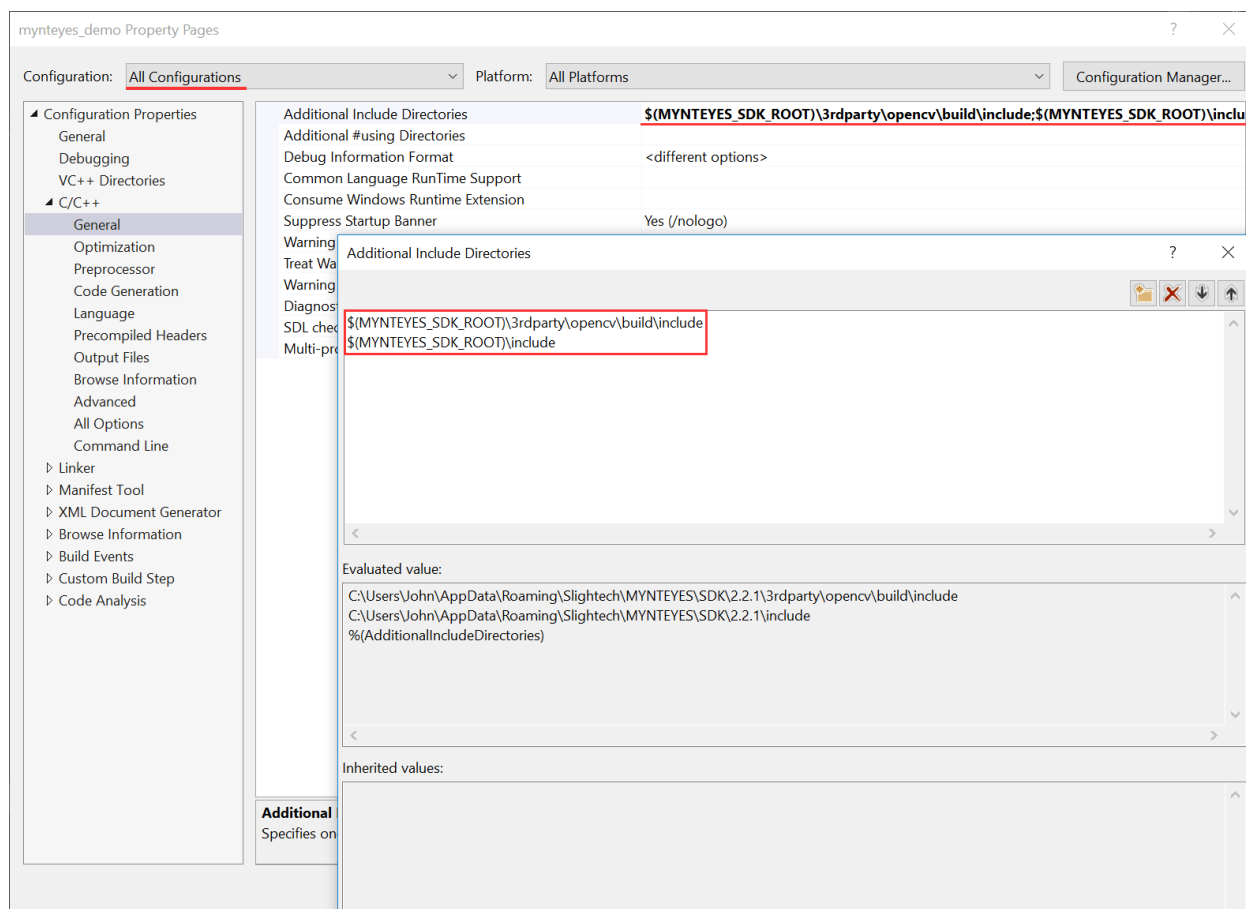 mynteyes_demo Property Pages
Configuration: All Configurations Platform: All Platforms Configuration Manager...
Configuration Properties
General
Debugging
VC++ Directories
C/C++
General
Optimization
Preprocessor
Code Generation
Language
Precompiled Headers
Output Files
Browse Information
Advanced
All Options
Command Line
Linker
Manifest Tool
XML Document Generator
Browse Information
Build Events
Custom Build Step
Code Analysis
Additional Include Directories $(MYNTEYES_SDK_ROOT)\3rdparty\opencv\build\include;$(MYNTEYES_SDK_ROOT)\inclu
Additional #using Directories
Debug Information Format <different options>
Common Language RunTime Support
Consume Windows Runtime Extension
Suppress Startup Banner Yes (/nologo)
Warning
Treat Wa
Warning
Diagnos
SDL chec
Multi-pro
Additional
Specifies on
Additional Include Directories
$(MYNTEYES_SDK_ROOT)\3rdparty\opencv\build\include
$(MYNTEYES_SDK_ROOT)\include
Evaluated value:
C:\Users\John\AppData\Roaming\Slightech\MYNTEYES\SDK\2.2.1\3rdparty\opencv\build\include
C:\Users\John\AppData\Roaming\Slightech\MYNTEYES\SDK\2.2.1\include
%(AdditionalIncludeDirectories)
Inherited values: